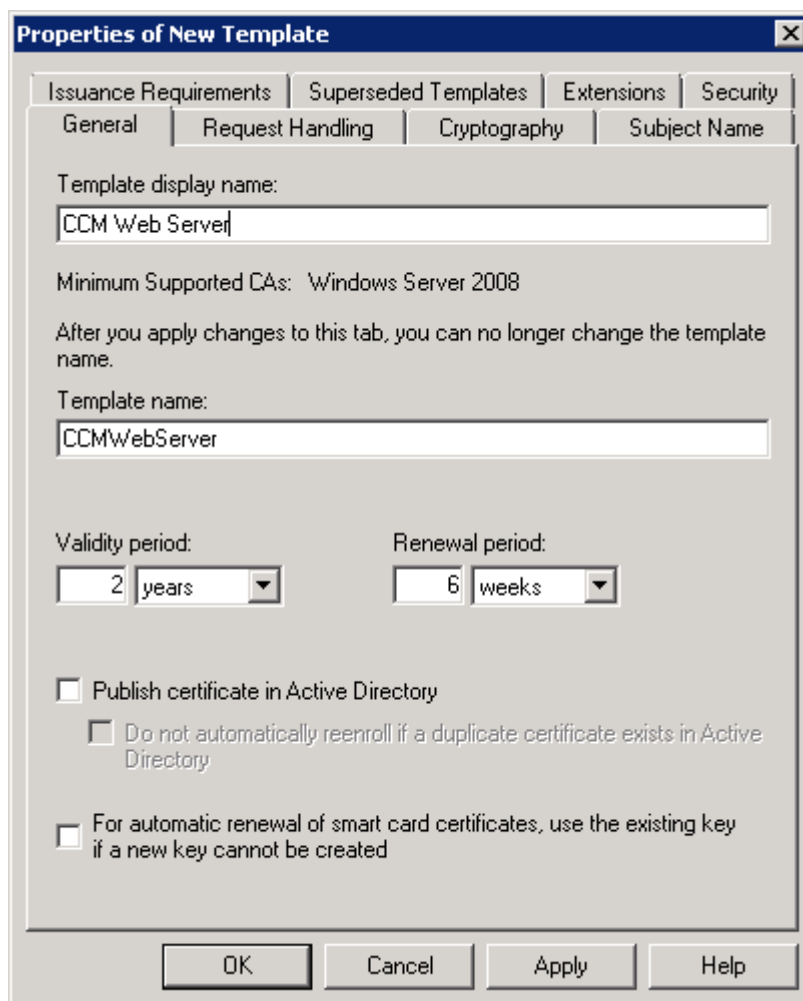 Properties of New Template
Issuance Requirements Superseded Templates Extensions Security
General Request Handling Cryptography Subject Name
Template display name:
CCM Web Server
Minimum Supported CAs: Windows Server 2008
After you apply changes to this tab, you can no longer change the template
name.
Template name:
CCMWebServer
Validity period: Renewal period:
2 years 6 weeks
Publish certificate in Active Directory
Do not automatically reenroll if a duplicate certificate exists in Active
Directory
For automatic renewal of smart card certificates, use the existing key
if a new key cannot be created
OK Cancel Apply Help